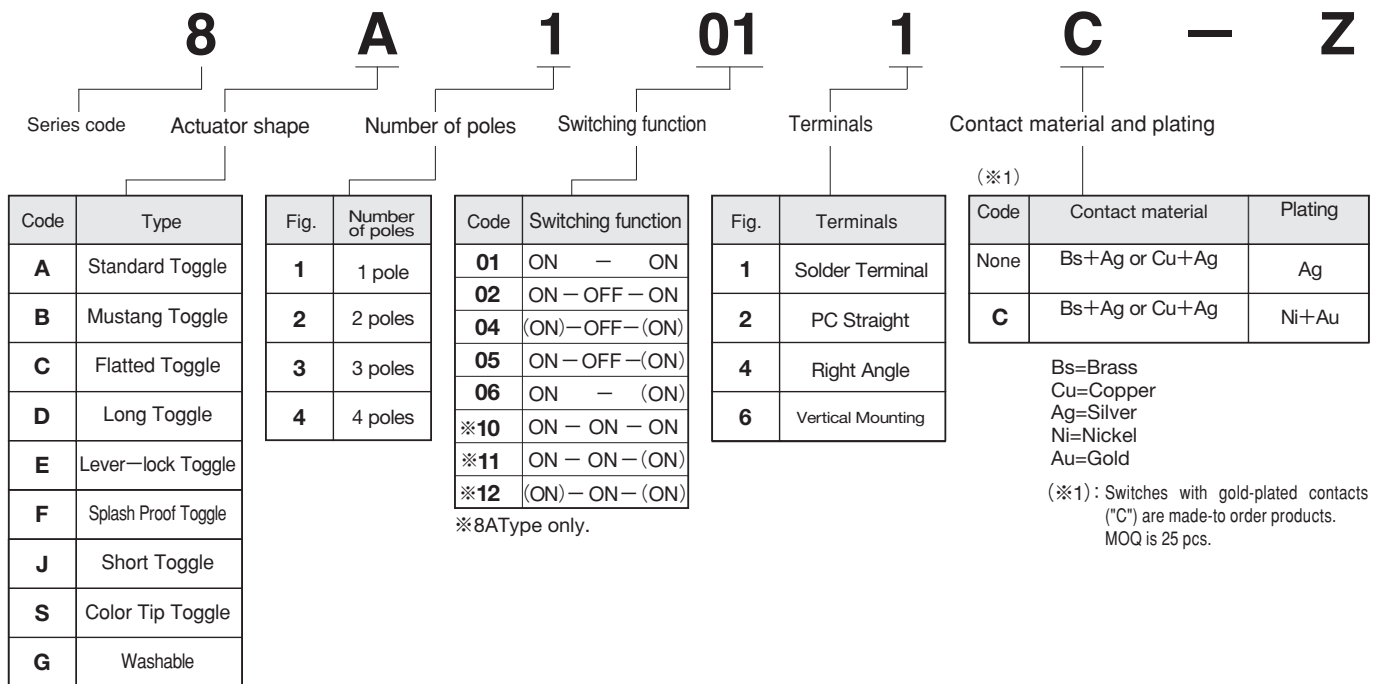 8 A 1 01 1 C － Z
Series code Actuator shape Number of poles Switching function Terminals Contact material and plating
Code Type
A Standard Toggle
B Mustang Toggle
C Flatted Toggle
D Long Toggle
E Lever－lock Toggle
F Splash Proof Toggle
J Short Toggle
S Color Tip Toggle
G Washable
Fig. Number of poles
1 1 pole
2 2 poles
3 3 poles
4 4 poles
Code Switching function
01 ON － ON
02 ON－OFF－ON
04 (ON)－OFF－(ON)
05 ON－OFF－(ON)
06 ON － (ON)
※10 ON － ON － ON
※11 ON － ON－(ON)
※12 (ON)－ON－(ON)
※8AType only.
Fig. Terminals
1 Solder Terminal
2 PC Straight
4 Right Angle
6 Vertical Mounting
(※1)
Code Contact material Plating
None Bs＋Ag or Cu＋Ag Ag
C Bs＋Ag or Cu＋Ag Ni＋Au
Bs=Brass
Cu=Copper
Ag=Silver
Ni=Nickel
Au=Gold
(※1)：Switches with gold-plated contacts
("C") are made-to order products.
MOQ is 25 pcs.